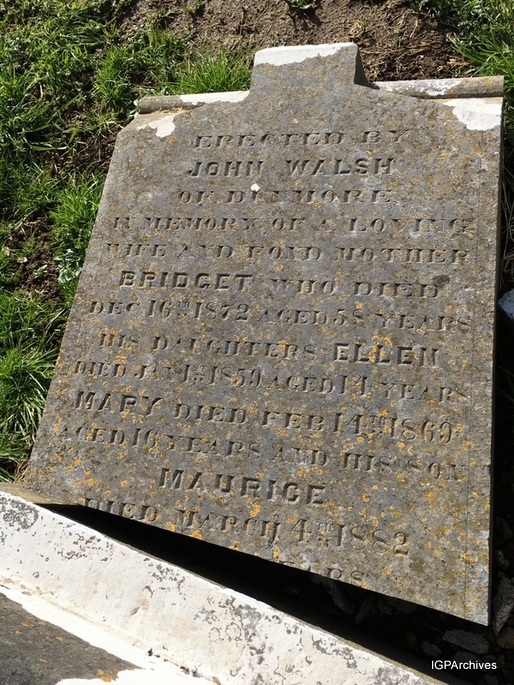 ERECTED BY
JOHN WALSH
OF DUNMORE
IN MEMORY OF A LOVING
WIFE AND FOND MOTHER
BRIDGET WHO DIED
DEC 16TH 1872 AGED 58 YEARS
HIS DAUGHTERS ELLEN
DIED JAN 1ST 1859 AGED 14 YEARS
MARY DIED FEB 14TH 1869
AGED 16 YEARS AND HIS SON
MAURICE
DIED MARCH 4TH 1882
IGPArchives